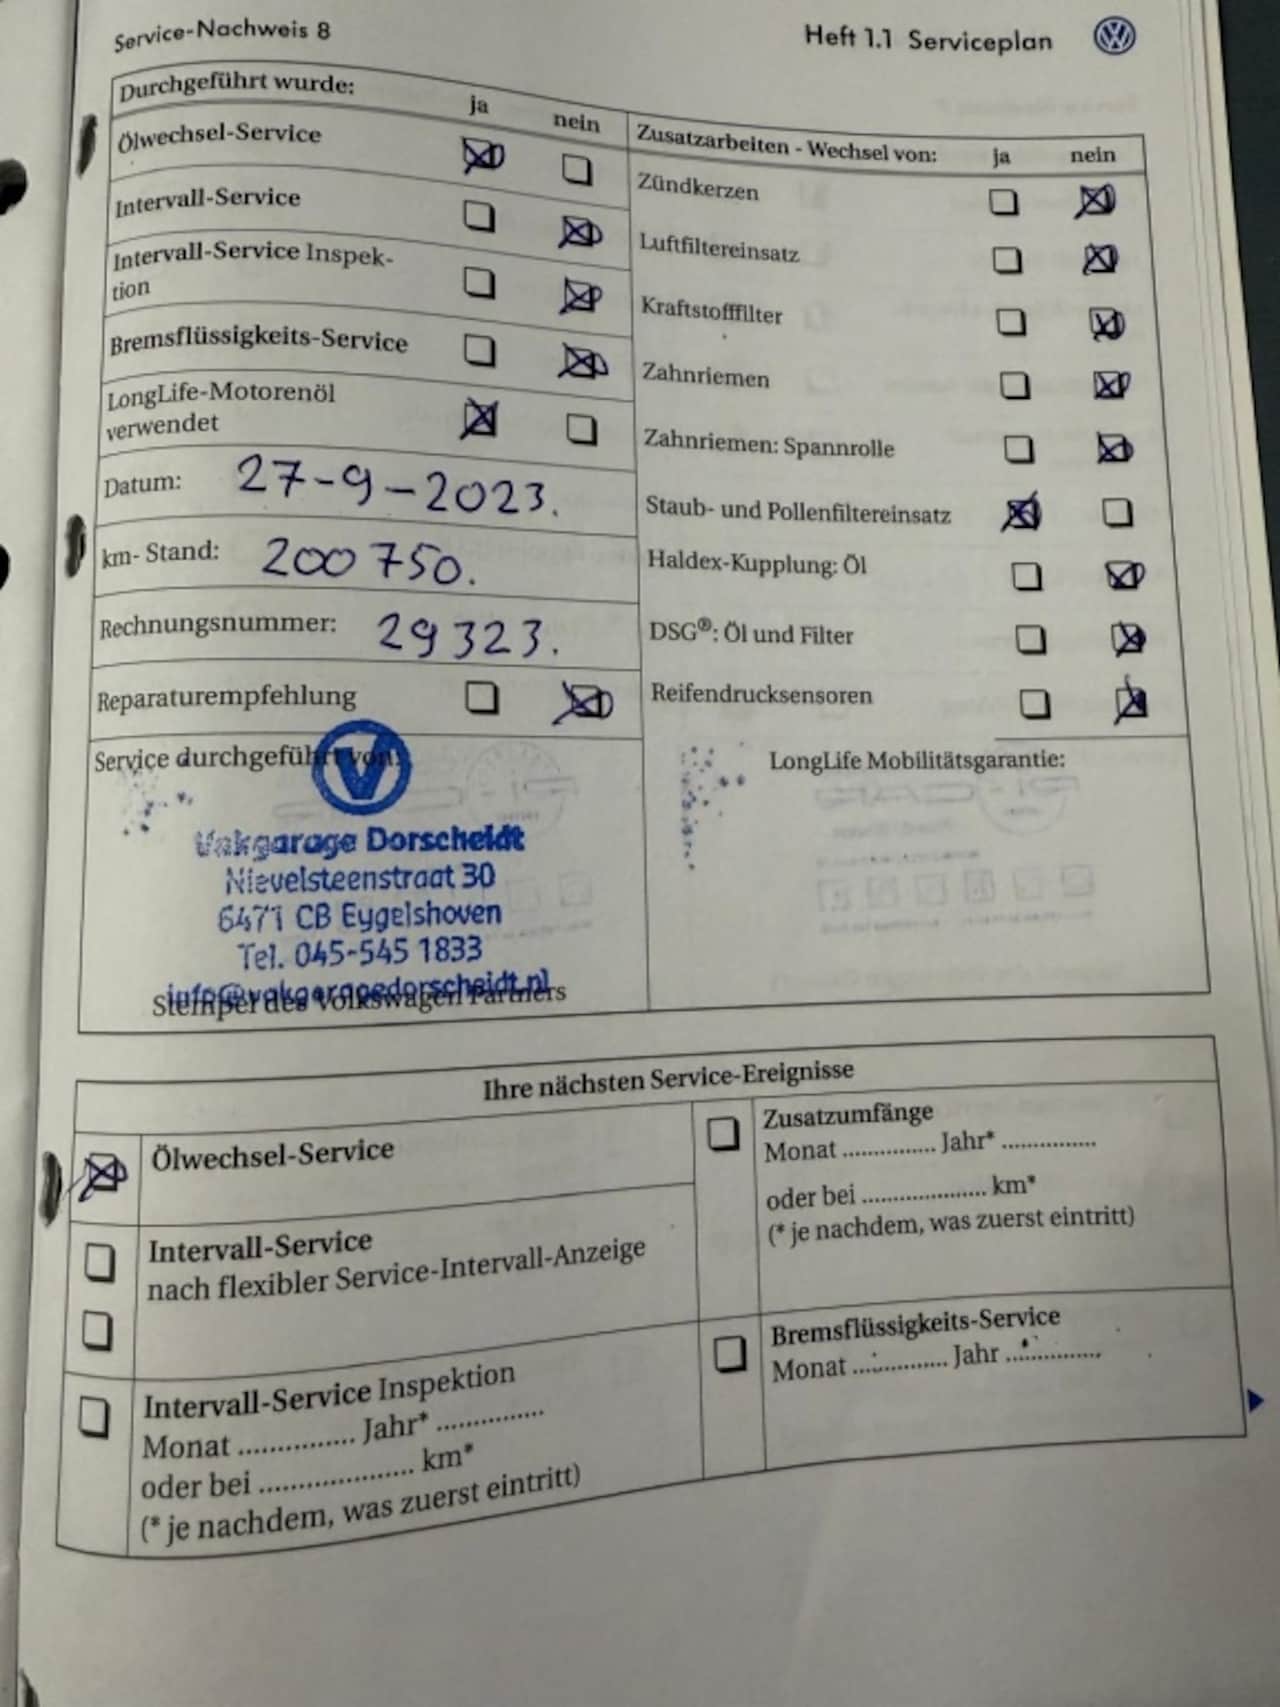 Service-Nachweis 8
Heft 1.1 Serviceplan
Durchgeführt wurde:
ja
nein
Ölwechsel-Service
Intervall-Service
Intervall-Service Inspek-
tion
Bremsflüssigkeits-Service
LongLife-Motorenöl
verwendet
Datum: 27-9-2023.
km- Stand: 200750.
Rechnungsnummer: 29323.
Reparaturempfehlung
Service durchgeführt von:
V
Vakgarage Dorscheidt
Nievelsteenstraat 30
6471 CB Eygelshoven
Tel. 045-545 1833
info@vakgaragedorscheidt.nl
Stempel des Volkswagen Partners
Zusatzarbeiten - Wechsel von:
ja
nein
Zündkerzen
Luftfiltereinsatz
Kraftstofffilter
Zahnriemen
Zahnriemen: Spannrolle
Staub- und Pollenfiltereinsatz
Haldex-Kupplung: Öl
DSG®: Öl und Filter
Reifendrucksensoren
LongLife Mobilitätsgarantie:
Ihre nächsten Service-Ereignisse
Ölwechsel-Service
Intervall-Service
nach flexibler Service-Intervall-Anzeige
Intervall-Service Inspektion
Monat ................ Jahr* ...............
oder bei ..................... km*
(* je nachdem, was zuerst eintritt)
Zusatzumfänge
Monat ............... Jahr* ...............
oder bei .................... km*
(* je nachdem, was zuerst eintritt)
Bremsflüssigkeits-Service
Monat ............... Jahr ...............